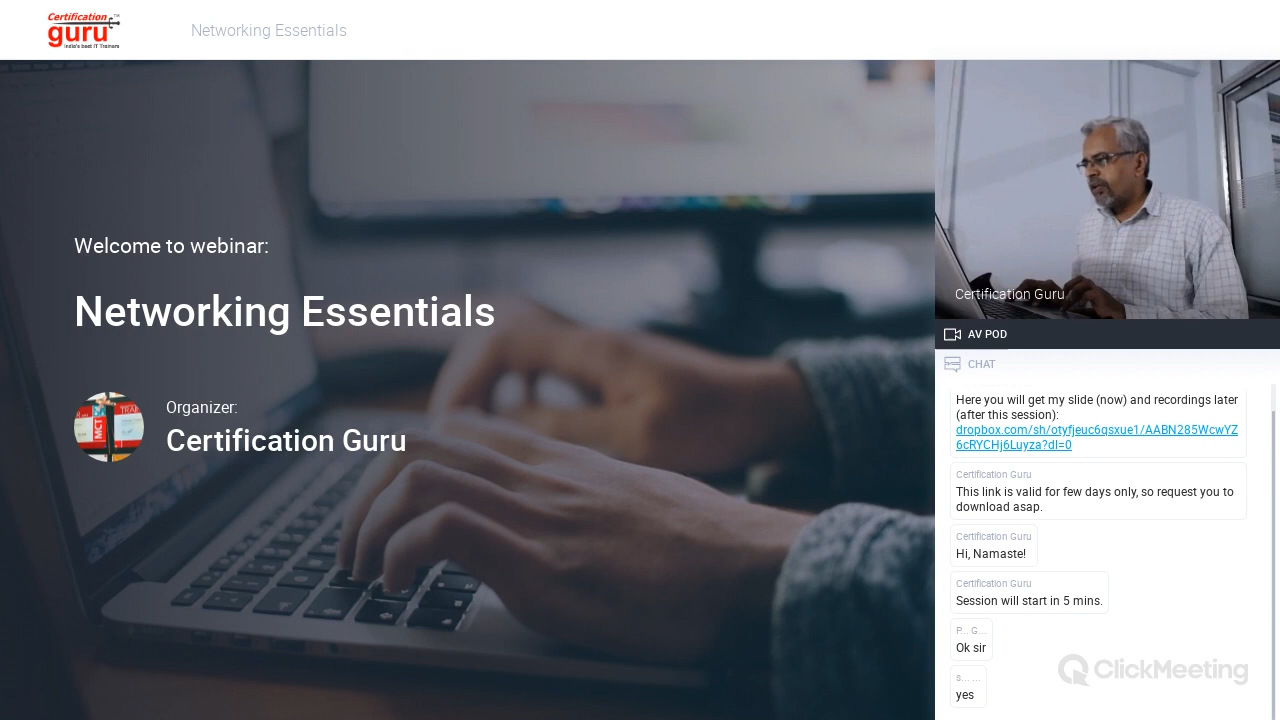 Certification
guru
TM
India's best IT Trainers
Networking Essentials
Welcome to webinar:
Networking Essentials
MCT
TRA
Organizer:
Certification Guru
Certification Guru
AV POD
CHAT
Here you will get my slide (now) and recordings later
(after this session):
dropbox.com/sh/otyfjeuc6qsxue1/AABN285WcwYZ
6cRYCHj6Luyza?dl=0
Certification Guru
This link is valid for few days only, so request you to
download asap.
Certification Guru
Hi, Namaste!
Certification Guru
Session will start in 5 mins.
P... G...
Ok sir
s... ...
yes
ClickMeeting